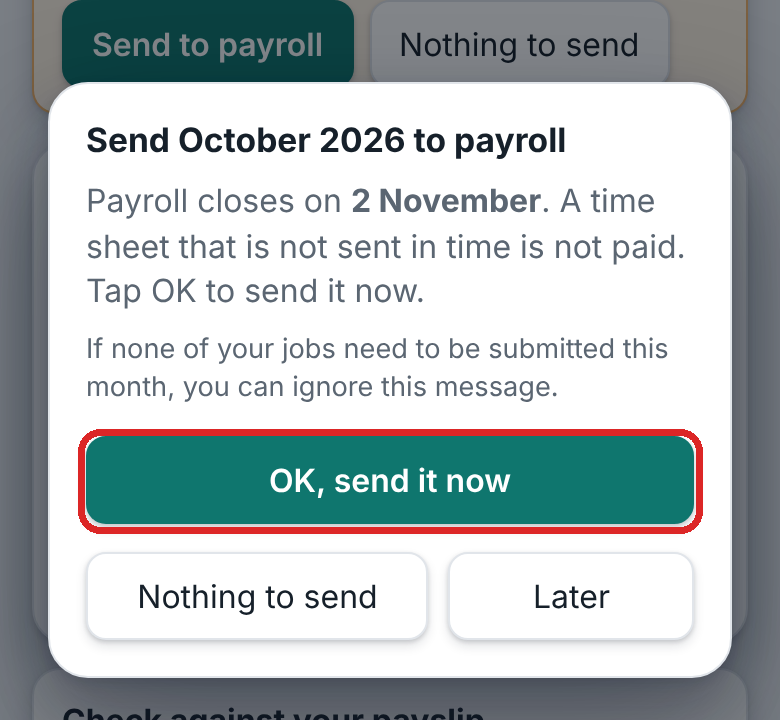 Send to payroll
Nothing to send
Send October 2026 to payroll
Payroll closes on 2 November. A time
sheet that is not sent in time is not paid.
Tap OK to send it now.
If none of your jobs need to be submitted this
month, you can ignore this message.
OK, send it now
Nothing to send
Later
Check against your payslip